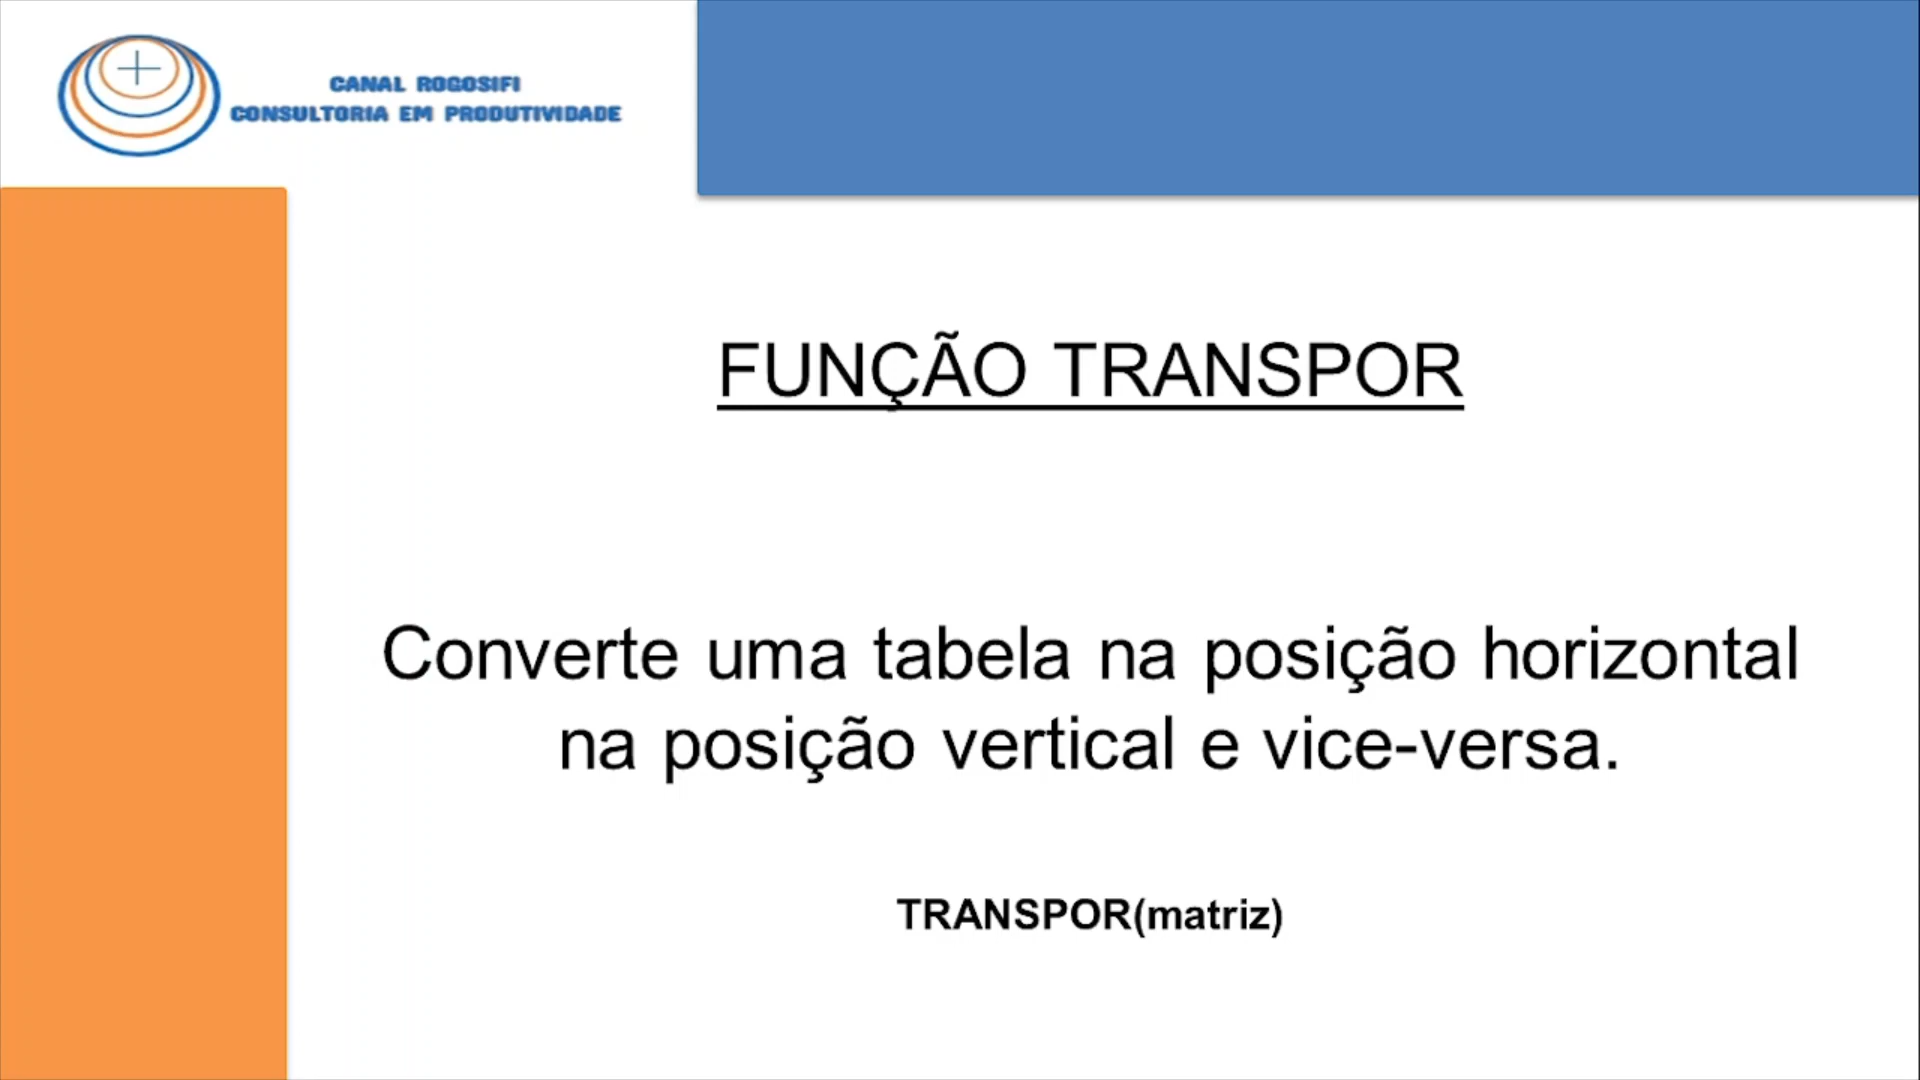 CANAL ROGOSIFI
CONSULTORIA EM PRODUTIVIDADE
FUNÇÃO TRANSPOR
Converte uma tabela na posição horizontal
na posição vertical e vice-versa.
TRANSPOR(matriz)